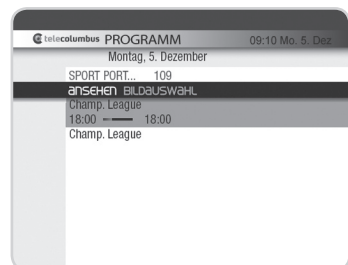 telecolumbus PROGRAMM 09:10 Mo. 5. Dez
Montag, 5. Dezember
SPORT PORT... 109
ANSEHEN BILDAUSWAHL
Champ. League
18:00 18:00
Champ. League